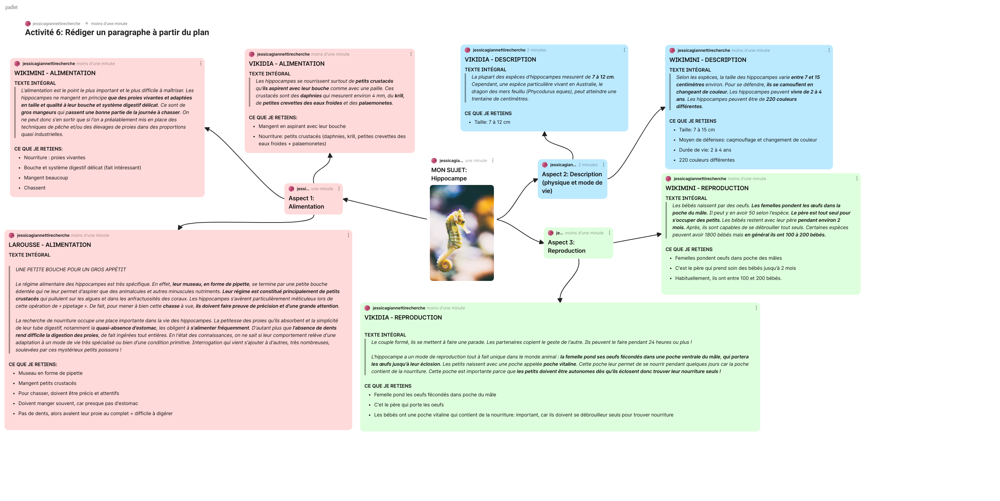 padlet
jessicagiannettirecherche moins d'une minute
Activité 6: Rédiger un paragraphe à partir du plan
jessicagiannettirecherche moins d'une minute
WIKIMINI - ALIMENTATION
TEXTE INTÉGRAL
L'alimentation est le point le plus important et le plus difficile à maîtriser. Les
hippocampes ne mangent en principe que des proies vivantes et adaptées
en taille et qualité à leur bouche et système digestif délicat. Ce sont de
gros mangeurs qui passent une bonne partie de la journée à chasser. On
ne peut donc s'en sortir que si l'on a préalablement mis en place des
techniques de pêche et/ou des élevages de proies dans des proportions
quasi industrielles.
CE QUE JE RETIENS:
• Nourriture : proies vivantes
• Bouche et système digestif délicat (fait intéressant)
• Mangent beaucoup
• Chassent
jessicagiannettirecherche moins d'une minute
VIKIDIA - ALIMENTATION
TEXTE INTÉGRAL
Les hippocampes se nourrissent surtout de petits crustacés
qu'ils aspirent avec leur bouche comme avec une paille. Ces
crustacés sont des daphnies qui mesurent environ 4 mm, du krill,
de petites crevettes des eaux froides et des palaemonetes.
CE QUE JE RETIENS:
• Mangent en aspirant avec leur bouche
• Nourriture: petits crustacés (daphnies, krill, petites crevettes des
eaux froides + palaemonetes)
jessicagiannettirecherche 2 minutes
VIKIDIA - DESCRIPTION
TEXTE INTÉGRAL
La plupart des espèces d'hippocampes mesurent de 7 à 12 cm.
Cependant, une espèce particulière vivant en Australie, le
dragon des mers feuillu (Phycodurus eques), peut atteindre une
trentaine de centimètres.
CE QUE JE RETIENS
• Taille: 7 à 12 cm
jessicagiannettirecherche moins d'une minute
WIKIMINI - DESCRIPTION
TEXTE INTÉGRAL
Selon les espèces, la taille des hippocampes varie entre 7 et 15
centimètres environ. Pour se défendre, ils se camouflent en
changeant de couleur. Les hippocampes peuvent vivre de 2 à 4
ans. Les hippocampes peuvent être de 220 couleurs
différentes.
CE QUE JE RETIENS
• Taille: 7 à 15 cm
• Moyen de défenses: caqmouflage et changement de couleur
• Durée de vie: 2 à 4 ans
• 220 couleurs différentes
jessicagia... une minute
MON SUJET:
Hippocampe
jessicagian... 2 minutes
Aspect 2: Description
(physique et mode de
vie)
jessi... une minute
Aspect 1:
Alimentation
je... moins d'une minute
Aspect 3:
Reproduction
jessicagiannettirecherche moins d'une minute
WIKIMINI - REPRODUCTION
TEXTE INTÉGRAL
Les bébés naissent par des oeufs. Les femelles pondent les œufs dans la
poche du mâle. Il peut y en avoir 50 selon l'espèce. Le père est tout seul pour
s'occuper des petits. Les bébés restent avec leur père pendant environ 2
mois. Après, ils sont capables de se débrouiller tout seuls. Certaines espèces
peuvent avoir 1800 bébés mais en général ils ont 100 à 200 bébés.
CE QUE JE RETIENS
• Femelles pondent oeufs dans poche des mâles
• C'est le père qui prend soin des bébés jusqu'à 2 mois
• Habituellement, ils ont entre 100 et 200 bébés.
jessicagiannettirecherche moins d'une minute
LAROUSSE - ALIMENTATION
TEXTE INTÉGRAL
UNE PETITE BOUCHE POUR UN GROS APPÉTIT
Le régime alimentaire des hippocampes est très spécifique. En effet, leur museau, en forme de pipette, se termine par une petite bouche
édentée qui ne leur permet d'aspirer que des animalcules et autres minuscules nutriments. Leur régime est constitué principalement de petits
crustacés qui pullulent sur les algues et dans les anfractuosités des coraux. Les hippocampes s'avèrent particulièrement méticuleux lors de
cette opération de « pipetage ». De fait, pour mener à bien cette chasse à vue, ils doivent faire preuve de précision et d'une grande attention.
La recherche de nourriture occupe une place importante dans la vie des hippocampes. La petitesse des proies qu'ils absorbent et la simplicité
de leur tube digestif, notamment la quasi-absence d'estomac, les obligent à s'alimenter fréquemment. D'autant plus que l'absence de dents
rend difficile la digestion des proies, de fait ingérées tout entières. En l'état des connaissances, on ne sait si leur comportement relève d'une
adaptation à un mode de vie très spécialisé ou bien d'une condition primitive. Interrogation qui vient s'ajouter à d'autres, très nombreuses,
soulevées par ces mystérieux petits poissons !
CE QUE JE RETIENS:
• Museau en forme de pipette
• Mangent petits crustacés
• Pour chasser, doivent être précis et attentifs
• Doivent manger souvent, car presque pas d'estomac
• Pas de dents, alors avalent leur proie au complet = difficile à digérer
jessicagiannettirecherche moins d'une minute
VIKIDIA - REPRODUCTION
TEXTE INTÉGRAL
Le couple formé, ils se mettent à faire une parade. Les partenaires copient le geste de l'autre. Ils peuvent le faire pendant 24 heures ou plus !
L'hippocampe a un mode de reproduction tout à fait unique dans le monde animal : la femelle pond ses oeufs fécondés dans une poche ventrale du mâle, qui portera
les œufs jusqu'à leur éclosion. Les petits naissent avec une poche appelée poche vitaline. Cette poche leur permet de se nourrir pendant quelques jours car la poche
contient de la nourriture. Cette poche est importante parce que les petits doivent être autonomes dès qu'ils éclosent donc trouver leur nourriture seuls !
CE QUE JE RETIENS
• Femelle pond les oeufs fécondés dans poche du mâle
• C'et le père qui porte les oeufs
• Les bébés ont une poche vitaline qui contient de la nourriture: important, car ils doivent se débrouilleur seuls pour trouver nourriture